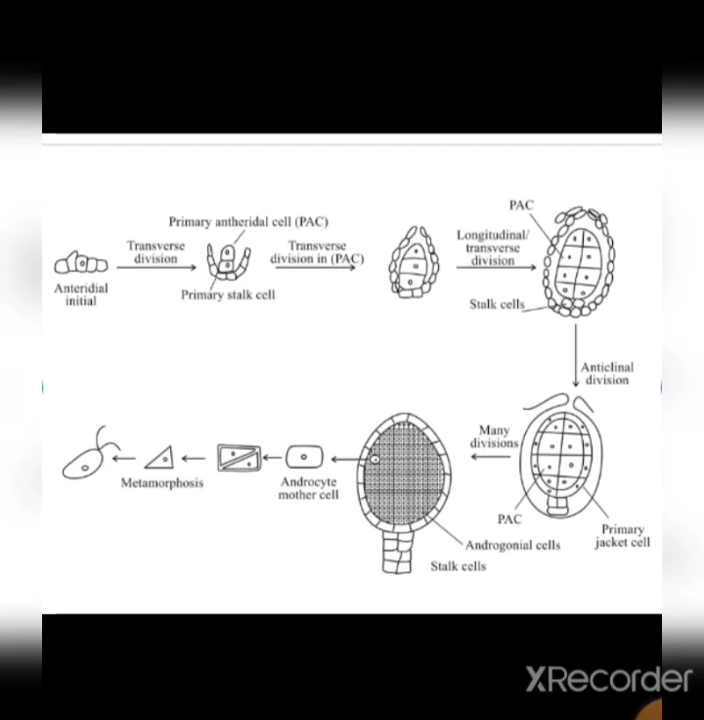 PAC
Primary antheridal cell (PAC)
Longitudinal/
transverse
division
Transverse
division
Transverse
division in (PAC)
Anteridial
initial
Primary stalk cell
Stalk cells
Anticlinal
division
Many
divisions
Metamorphosis
Androcyte
mother cell
PAC
Primary
jacket cell
Androgonial cells
Stalk cells
XRecorder